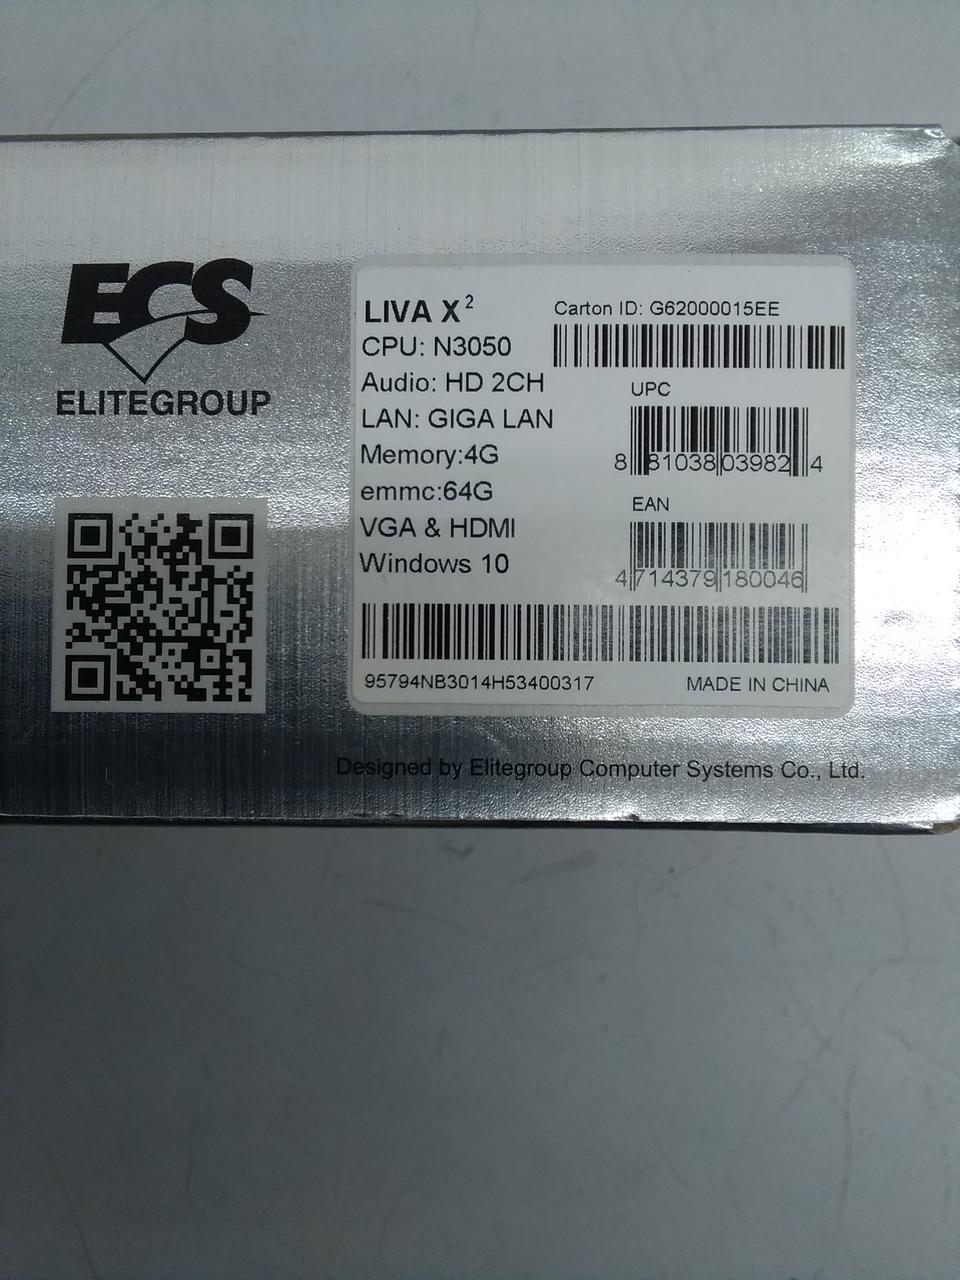 ECS
ELITEGROUP
LIVA X²
CPU: N3050
Audio: HD 2CH
LAN: GIGA LAN
Memory:4G
emmc:64G
VGA & HDMI
Windows 10
Carton ID: G62000015EE
UPC
8 81038 03982 4
EAN
4 714379 180046
95794NB3014H53400317
MADE IN CHINA
Designed by Elitegroup Computer Systems Co., Ltd.